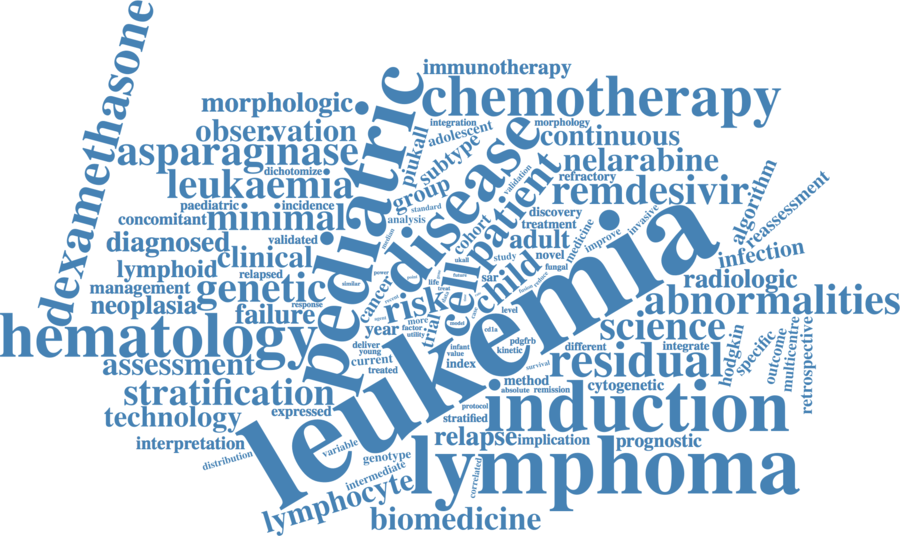 dexamethasone
immunotherapy
chemotherapy
morphologic
pediatric
integration
morphology
observation
adolescent
continuous
piukall
disease
asparaginase
subtype
nelarabine
dichotomize
validation
refractory
leukaemia
group
patient
remdesivir
algorithm
reassessment
paediatric
incidence
standard
concomitant
minimal
analysis
cohort
discovery
treatment
invasive
diagnosed
validated
median
adult
medicine
improve
clinical
ukall
study
novel
infection
lymphoid
relapsed
power
point
future
sar
fungal
radiologic
management
genetic
similar
cancer
life
treat
cell
child
fusion
reduce
abnormalities
neoplasia
failure
response
risk
level
hematology
year
more
factor
utility
trial
model
cd1a
science
deliver
young
pdgfrb
kinetic
different
integrate
hodgkin
specific
outcome
multicentre
retrospective
assessment
current
treated
infant
value
index
survival
residual
stratification
leukemia
method
absolute
remission
cytogenetic
technology
expressed
protocol
stratified
induction
interpretation
variable
relapse
implication
prognostic
distribution
genotype
intermediate
correlated
lymphoma
lymphocyte
biomedicine